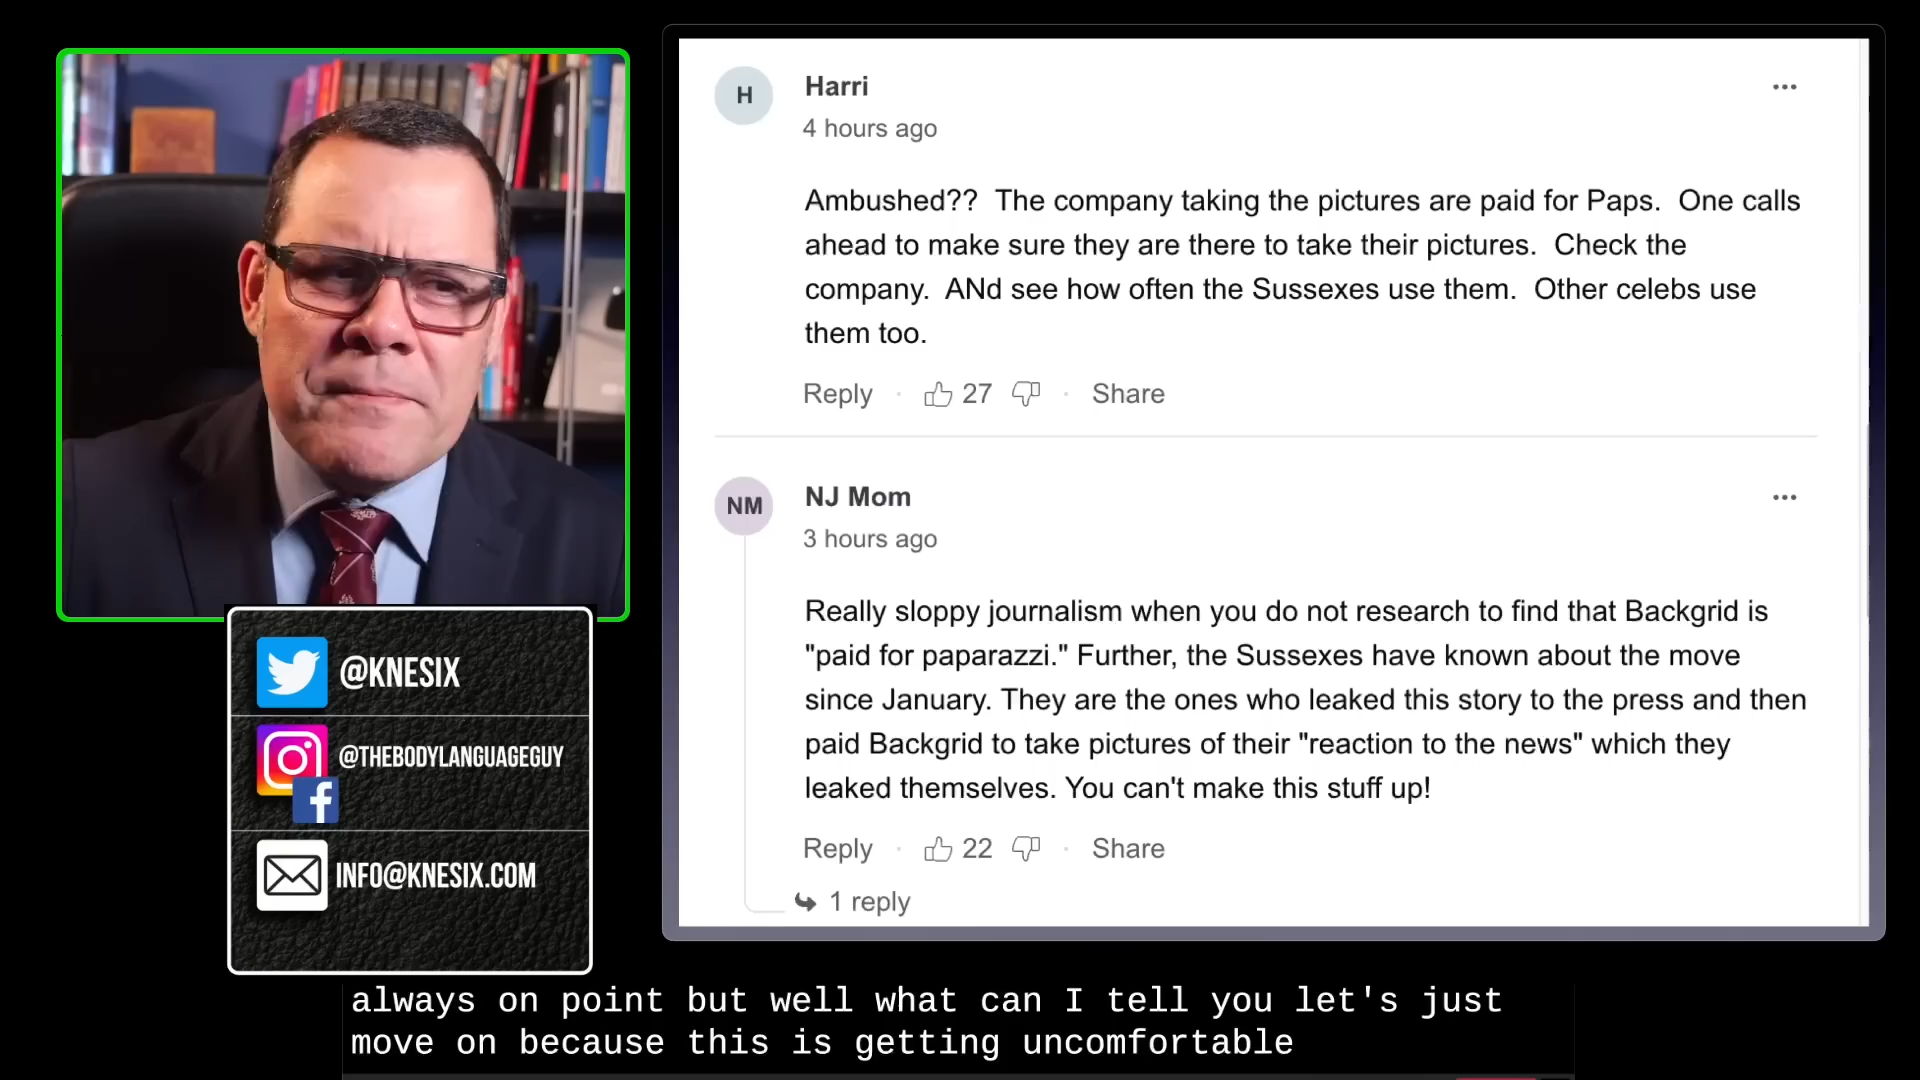 H
Harri
4 hours ago
Ambushed??  The company taking the pictures are paid for Paps.  One calls
ahead to make sure they are there to take their pictures.  Check the
company.  ANd see how often the Sussexes use them.  Other celebs use
them too.
Reply · 27 · Share
NM
NJ Mom
3 hours ago
Really sloppy journalism when you do not research to find that Backgrid is
"paid for paparazzi." Further, the Sussexes have known about the move
since January. They are the ones who leaked this story to the press and then
paid Backgrid to take pictures of their "reaction to the news" which they
leaked themselves. You can't make this stuff up!
Reply · 22 · Share
1 reply
@KNESIX
@THEBODYLANGUAGEGUY
INFO@KNESIX.COM
always on point but well what can I tell you let's just
move on because this is getting uncomfortable